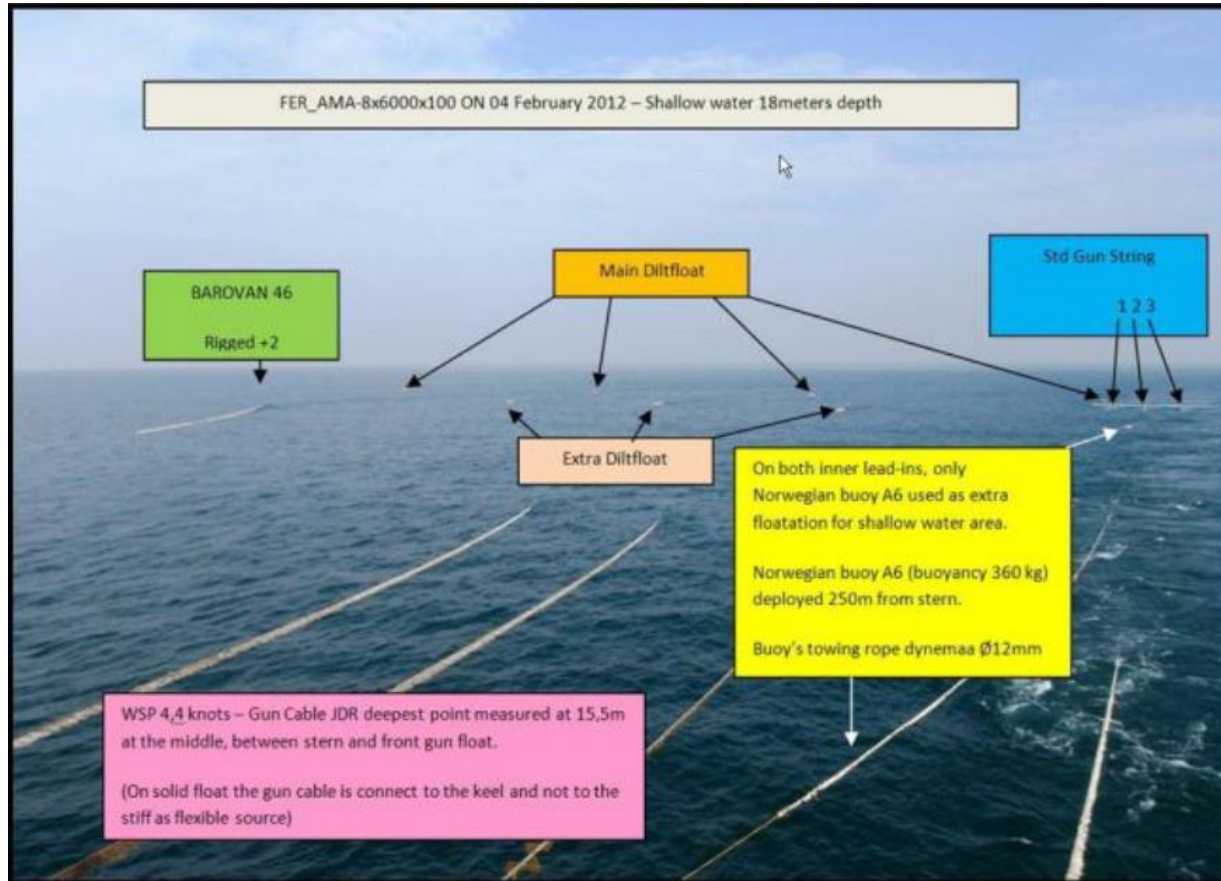 FER_AMA-8x6000x100 ON 04 February 2012 – Shallow water 18meters depth
Main Diltfloat
Std Gun String
1 2 3
BAROVAN 46
Rigged +2
Extra Diltfloat
On both inner lead-ins, only
Norwegian buoy A6 used as extra
floatation for shallow water area.
Norwegian buoy A6 (buoyancy 360 kg)
deployed 250m from stern.
Buoy's towing rope dynemaa Ø12mm
WSP 4,4 knots – Gun Cable JDR deepest point measured at 15,5m
at the middle, between stern and front gun float.
(On solid float the gun cable is connect to the keel and not to the
stiff as flexible source)